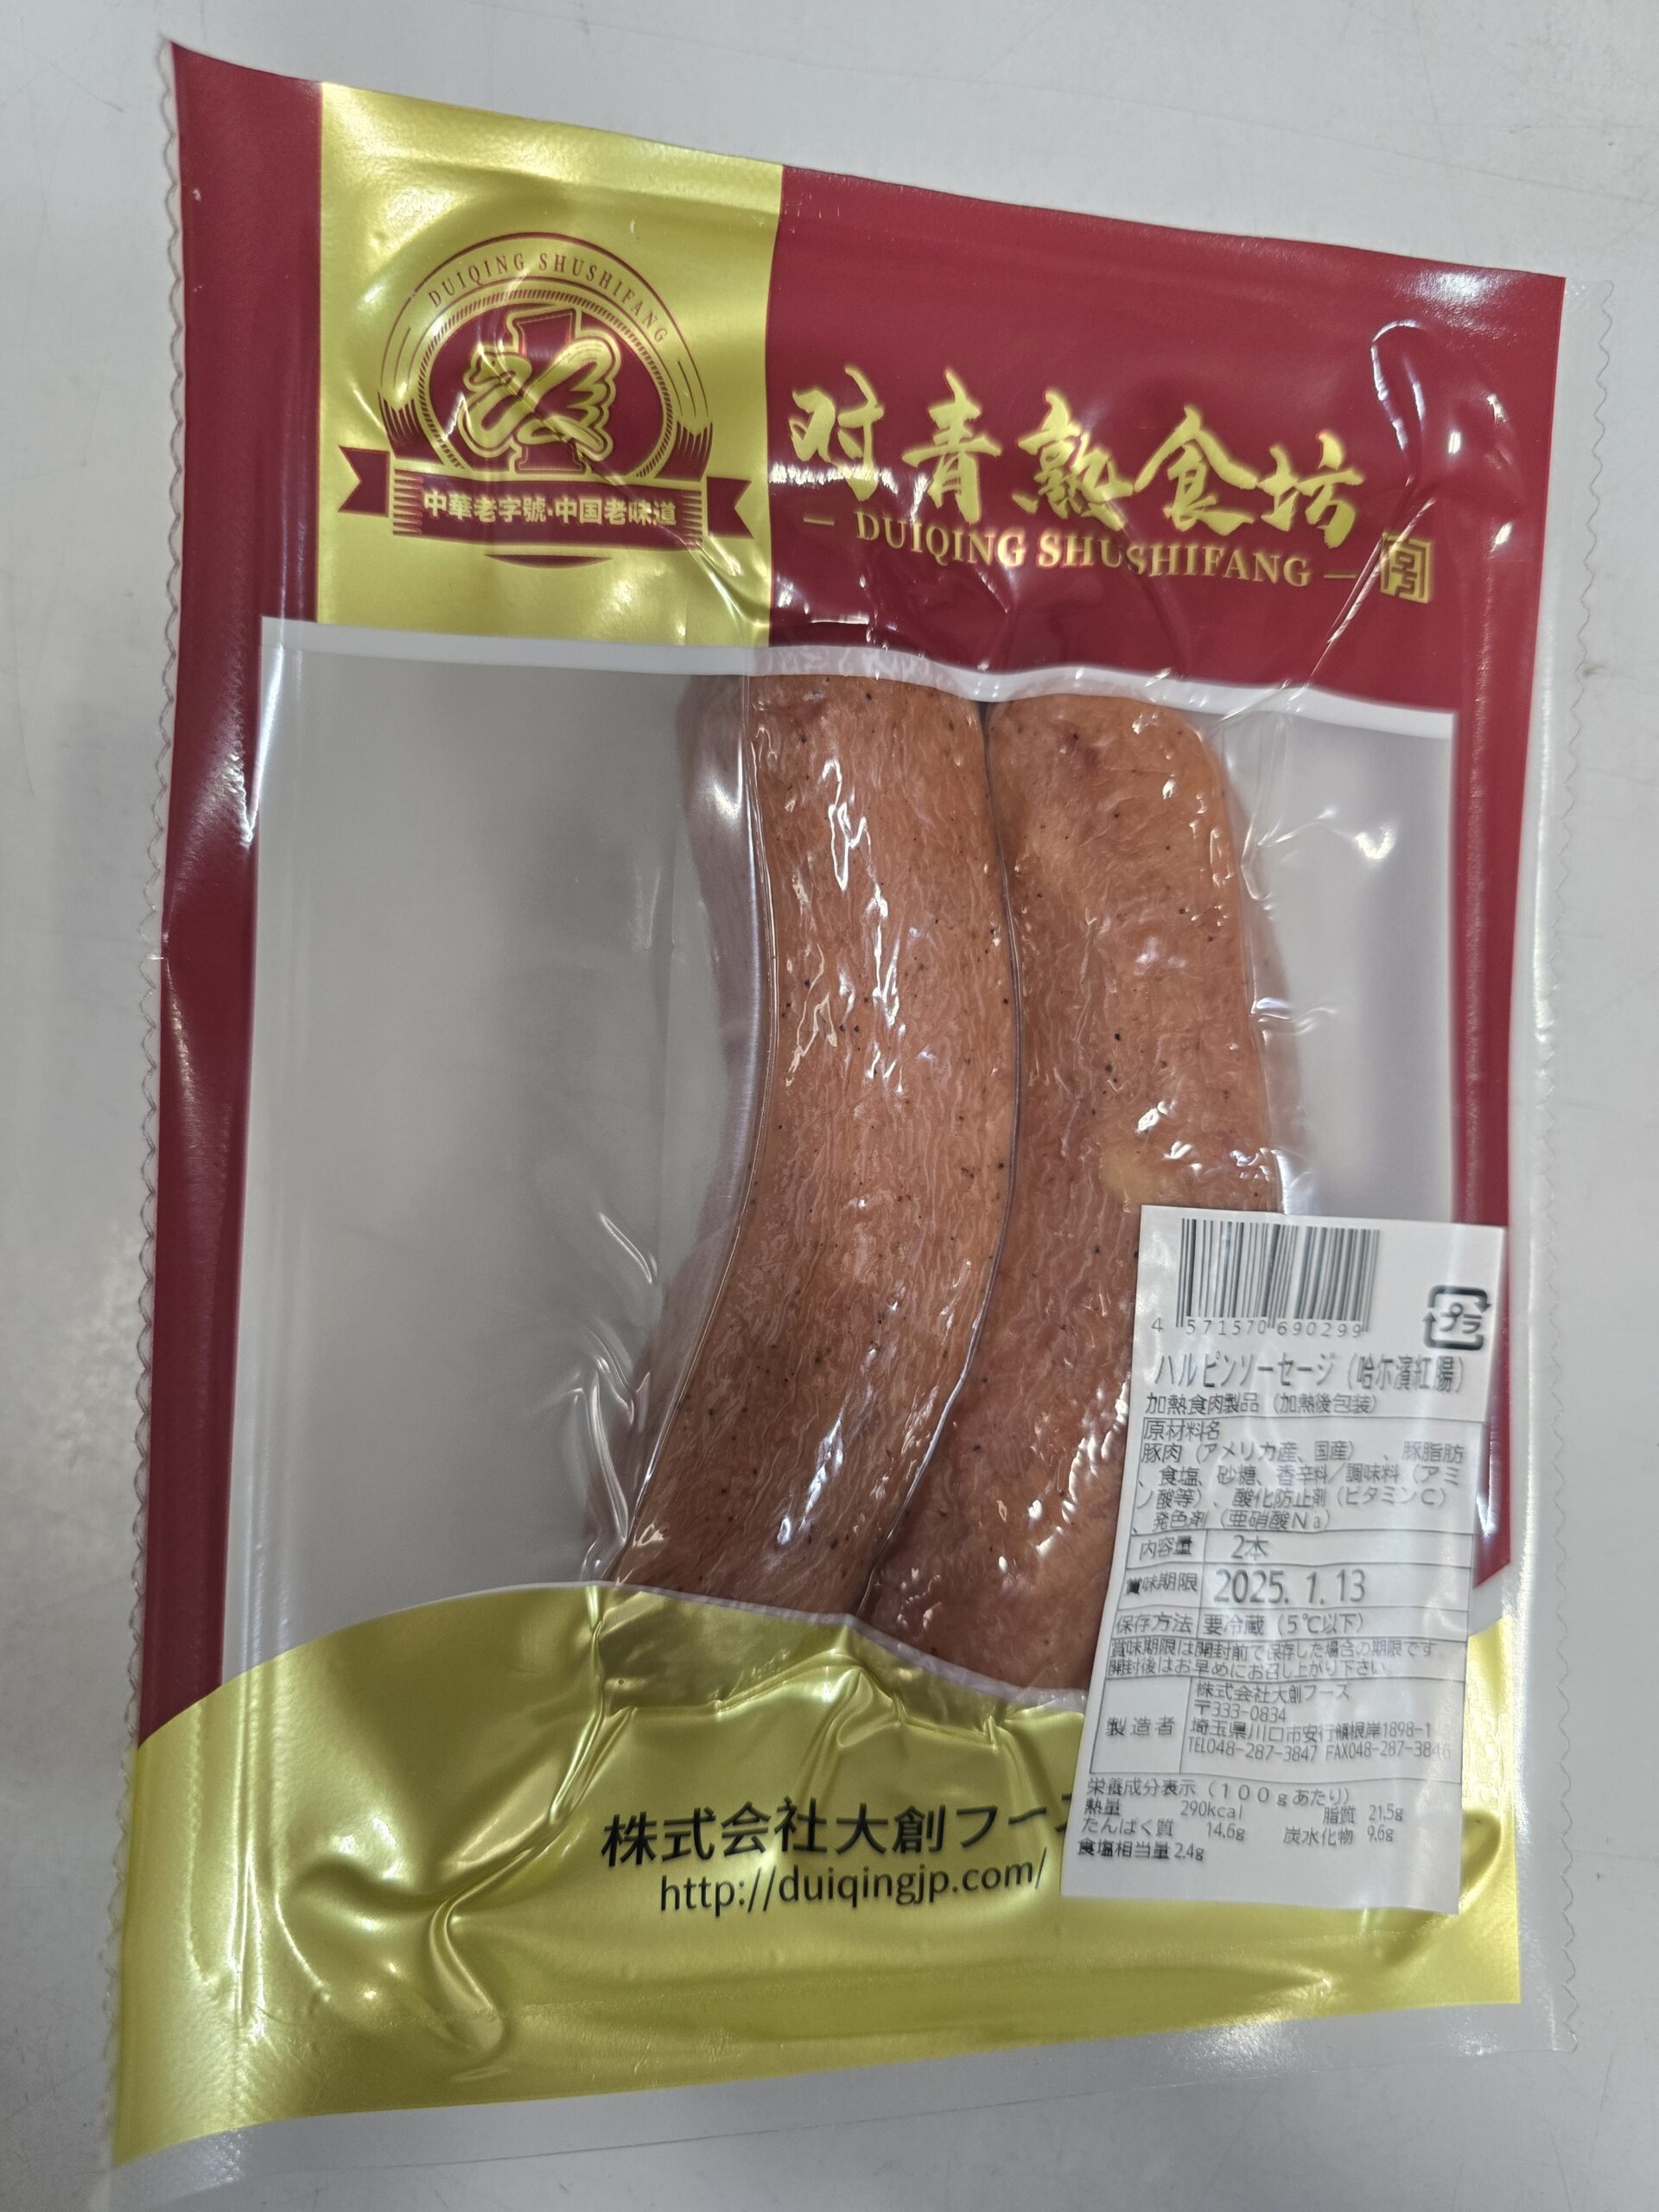 DUIQING SHUSHIFANG
中華老字號·中国老味道
对青熟食坊
— DUIQING SHUSHIFANG —
4 571570 690299
プラ
ハルピンソーセージ（哈尔濱紅腸）
加熱食肉製品（加熱後包装）
原材料名
豚肉（アメリカ産、国産）、豚脂肪
、食塩、砂糖、香辛料／調味料（アミ
ノ酸等）、酸化防止剤（ビタミンC）
、発色剤（亜硝酸Na）
内容量 2本
賞味期限 2025. 1. 13
保存方法 要冷蔵（5℃以下）
賞味期限は開封前で保存した場合の期限です
開封後はお早めにお召し上がり下さい
製造者
株式会社大創フーズ
〒333-0834
埼玉県川口市安行領根岸1898-1
TEL048-287-3847 FAX048-287-3846
栄養成分表示（100gあたり）
熱量 290kcal 脂質 21.5g
たんぱく質 14.6g 炭水化物 9.6g
食塩相当量 2.4g
株式会社大創フーズ
http://duiqingjp.com/